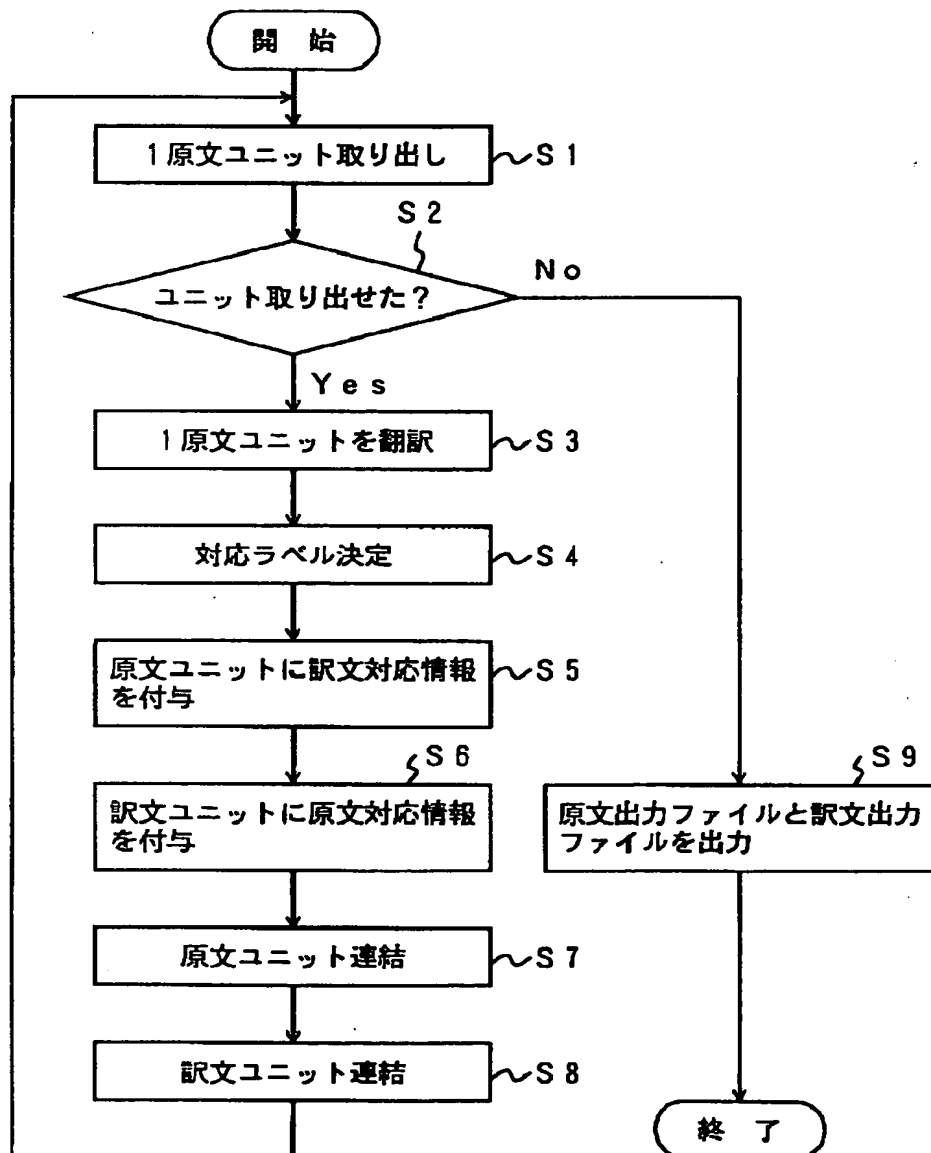 開 始
1原文ユニット取り出し
S1
S2
ユニット取り出せた?
No
Yes
1原文ユニットを翻訳
S3
対応ラベル決定
S4
原文ユニットに訳文対応情報
を付与
S5
S6
訳文ユニットに原文対応情報
を付与
S9
原文出力ファイルと訳文出力
ファイルを出力
原文ユニット連結
S7
訳文ユニット連結
S8
終 了